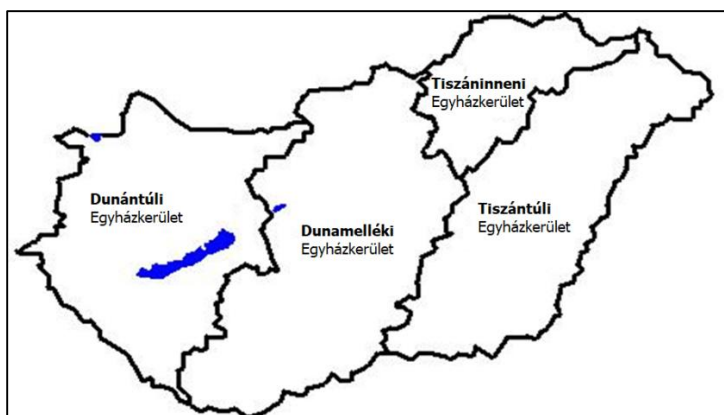 Tiszáninneni
Egyházkerület
Dunántúli
Egyházkerület
Dunamelléki
Egyházkerület
Tiszántúli
Egyházkerület